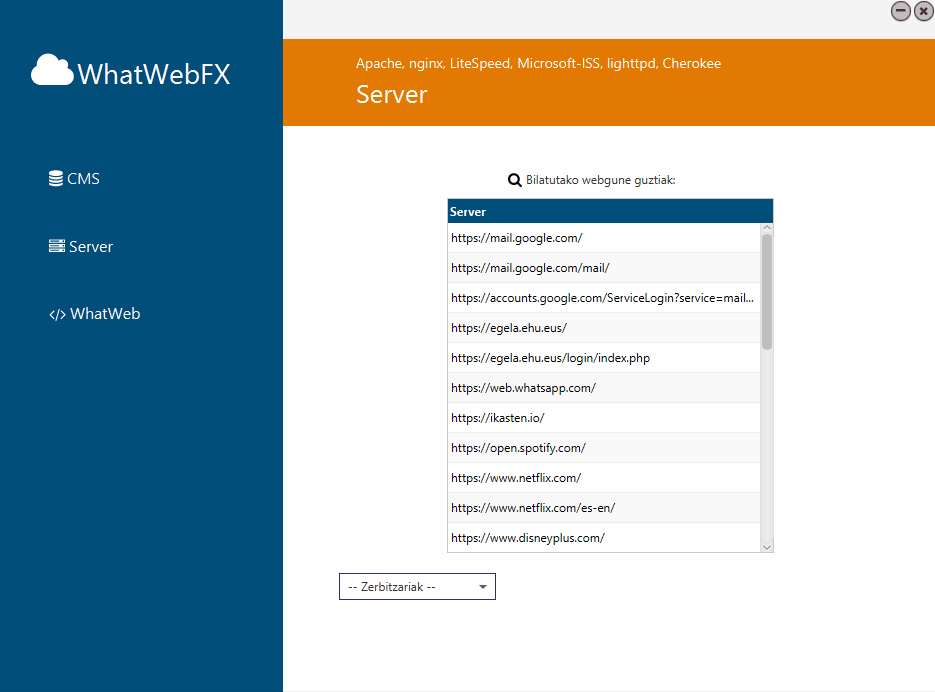 WhatWebFX
CMS
Server
WhatWeb
Apache, nginx, LiteSpeed, Microsoft-ISS, lighttpd, Cherokee
Server
Bilatutako webgune guztiak:
Server
https://mail.google.com/
https://mail.google.com/mail/
https://accounts.google.com/ServiceLogin?service=mail...
https://egela.ehu.eus/
https://egela.ehu.eus/login/index.php
https://web.whatsapp.com/
https://ikasten.io/
https://open.spotify.com/
https://www.netflix.com/
https://www.netflix.com/es-en/
https://www.disneyplus.com/
-- Zerbitzariak --